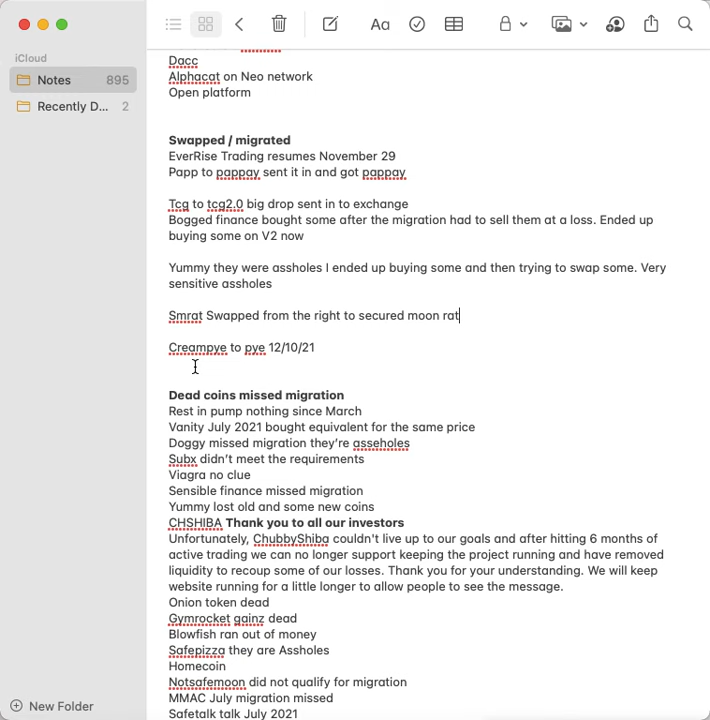 Aa
iCloud
Notes 895
Recently D... 2
Dacc
Alphacat on Neo network
Open platform
Swapped / migrated
EverRise Trading resumes November 29
Papp to pappay sent it in and got pappay
Tcg to tcg2.0 big drop sent in to exchange
Bogged finance bought some after the migration had to sell them at a loss. Ended up
buying some on V2 now
Yummy they were assholes I ended up buying some and then trying to swap some. Very
sensitive assholes
Smrat Swapped from the right to secured moon rat
Creampye to pye 12/10/21
Dead coins missed migration
Rest in pump nothing since March
Vanity July 2021 bought equivalent for the same price
Doggy missed migration they're asseholes
Subx didn't meet the requirements
Viagra no clue
Sensible finance missed migration
Yummy lost old and some new coins
CHSHIBA Thank you to all our investors
Unfortunately, ChubbyShiba couldn't live up to our goals and after hitting 6 months of
active trading we can no longer support keeping the project running and have removed
liquidity to recoup some of our losses. Thank you for your understanding. We will keep
website running for a little longer to allow people to see the message.
Onion token dead
Gymrocket gainz dead
Blowfish ran out of money
Safepizza they are Assholes
Homecoin
Notsafemoon did not qualify for migration
MMAC July migration missed
Safetalk talk July 2021
New Folder